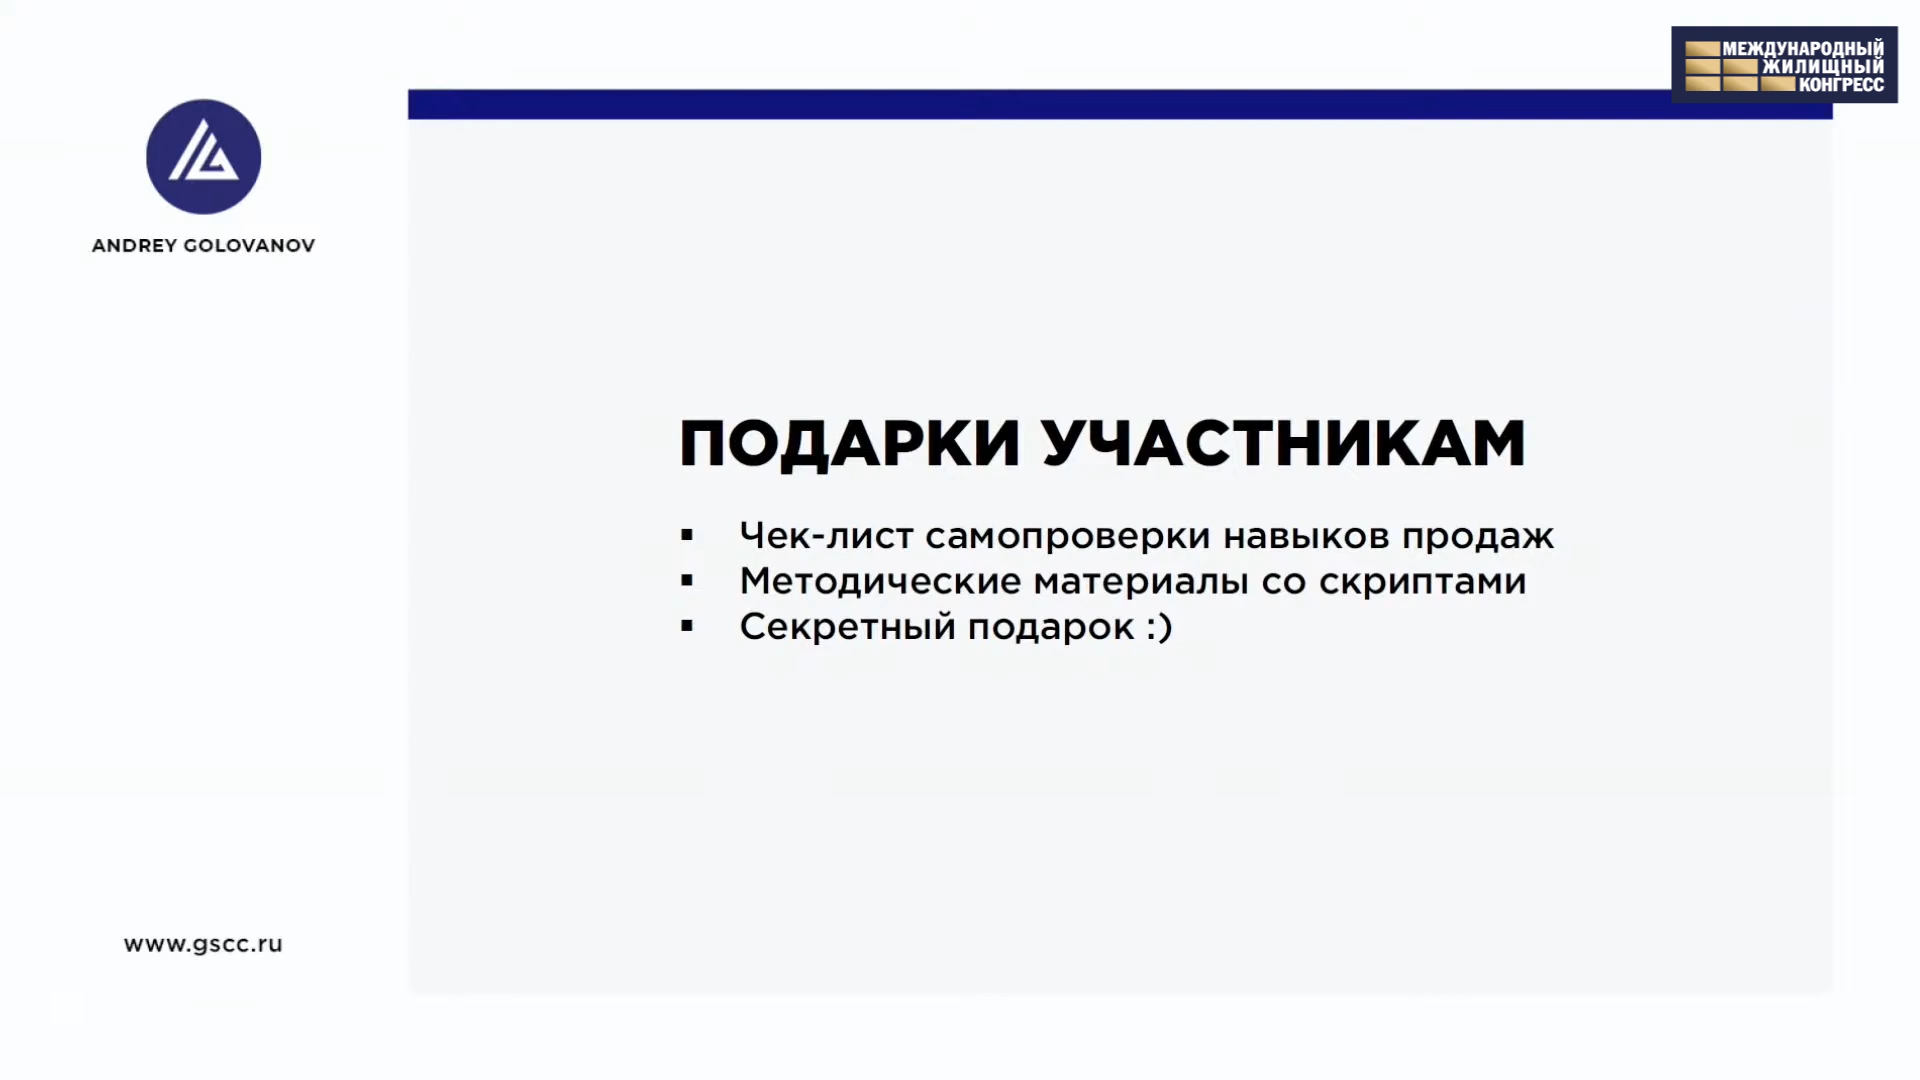 МЕЖДУНАРОДНЫЙ
ЖИЛИЩНЫЙ
КОНГРЕСС
ANDREY GOLOVANOV
ПОДАРКИ УЧАСТНИКАМ
▪ Чек-лист самопроверки навыков продаж
▪ Методические материалы со скриптами
▪ Секретный подарок :)
www.gscc.ru